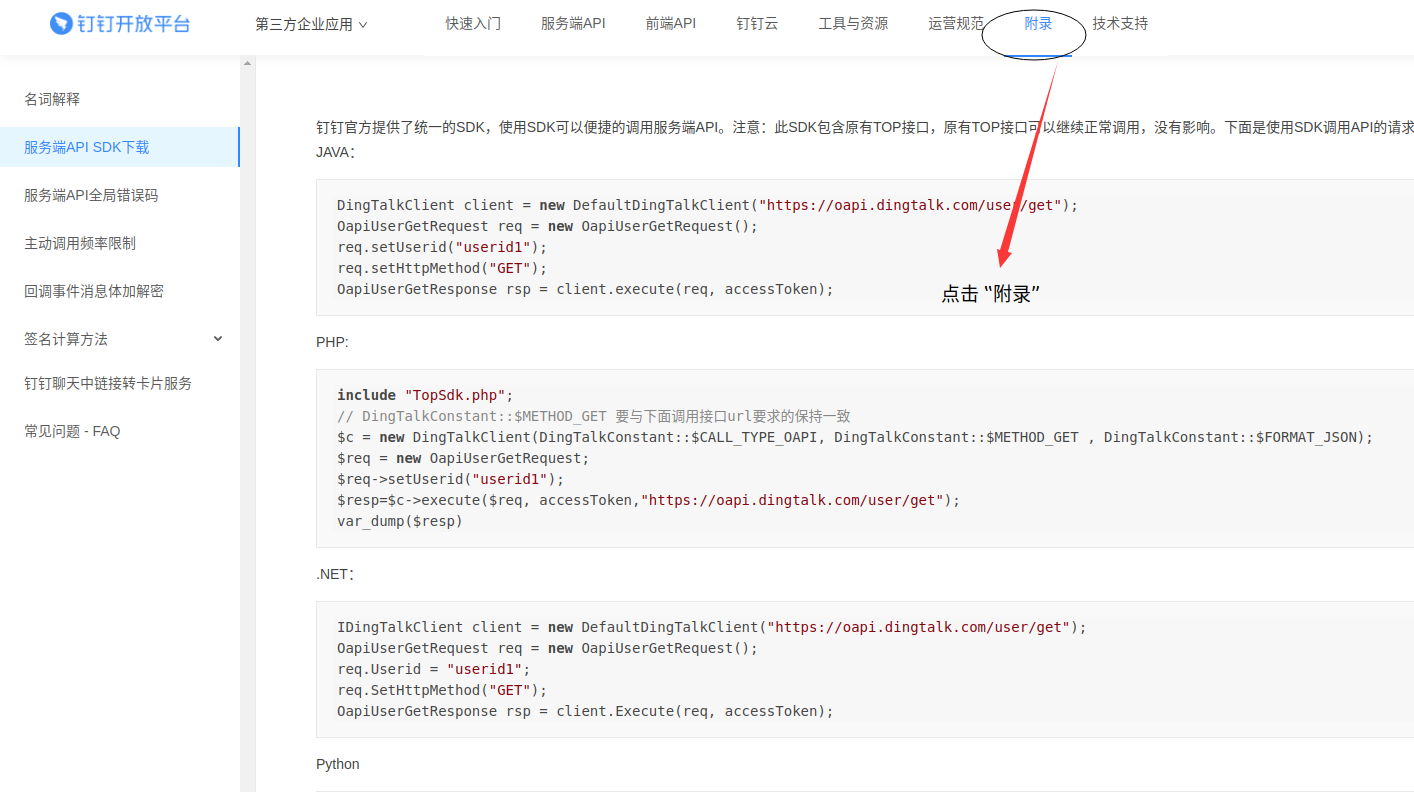 钉钉开放平台
第三方企业应用
快速入门
服务端API
前端API
钉钉云
工具与资源
运营规范
附录
技术支持
名词解释
服务端API SDK下载
服务端API全局错误码
主动调用频率限制
回调事件消息体加解密
签名计算方法
钉钉聊天中链接转卡片服务
常见问题 - FAQ
钉钉官方提供了统一的SDK，使用SDK可以便捷的调用服务端API。注意：此SDK包含原有TOP接口，原有TOP接口可以继续正常调用，没有影响。下面是使用SDK调用API的请求
JAVA：
DingTalkClient client = new DefaultDingTalkClient("https://oapi.dingtalk.com/user/get");
OapiUserGetRequest req = new OapiUserGetRequest();
req.setUserid("userid1");
req.setHttpMethod("GET");
OapiUserGetResponse rsp = client.execute(req, accessToken);
点击 “附录”
PHP:
include "TopSdk.php";
// DingTalkConstant::$METHOD_GET 要与下面调用接口url要求的保持一致
$c = new DingTalkClient(DingTalkConstant::$CALL_TYPE_OAPI, DingTalkConstant::$METHOD_GET , DingTalkConstant::$FORMAT_JSON);
$req = new OapiUserGetRequest;
$req->setUserid("userid1");
$resp=$c->execute($req, accessToken,"https://oapi.dingtalk.com/user/get");
var_dump($resp)
.NET：
IDingTalkClient client = new DefaultDingTalkClient("https://oapi.dingtalk.com/user/get");
OapiUserGetRequest req = new OapiUserGetRequest();
req.Userid = "userid1";
req.SetHttpMethod("GET");
OapiUserGetResponse rsp = client.Execute(req, accessToken);
Python